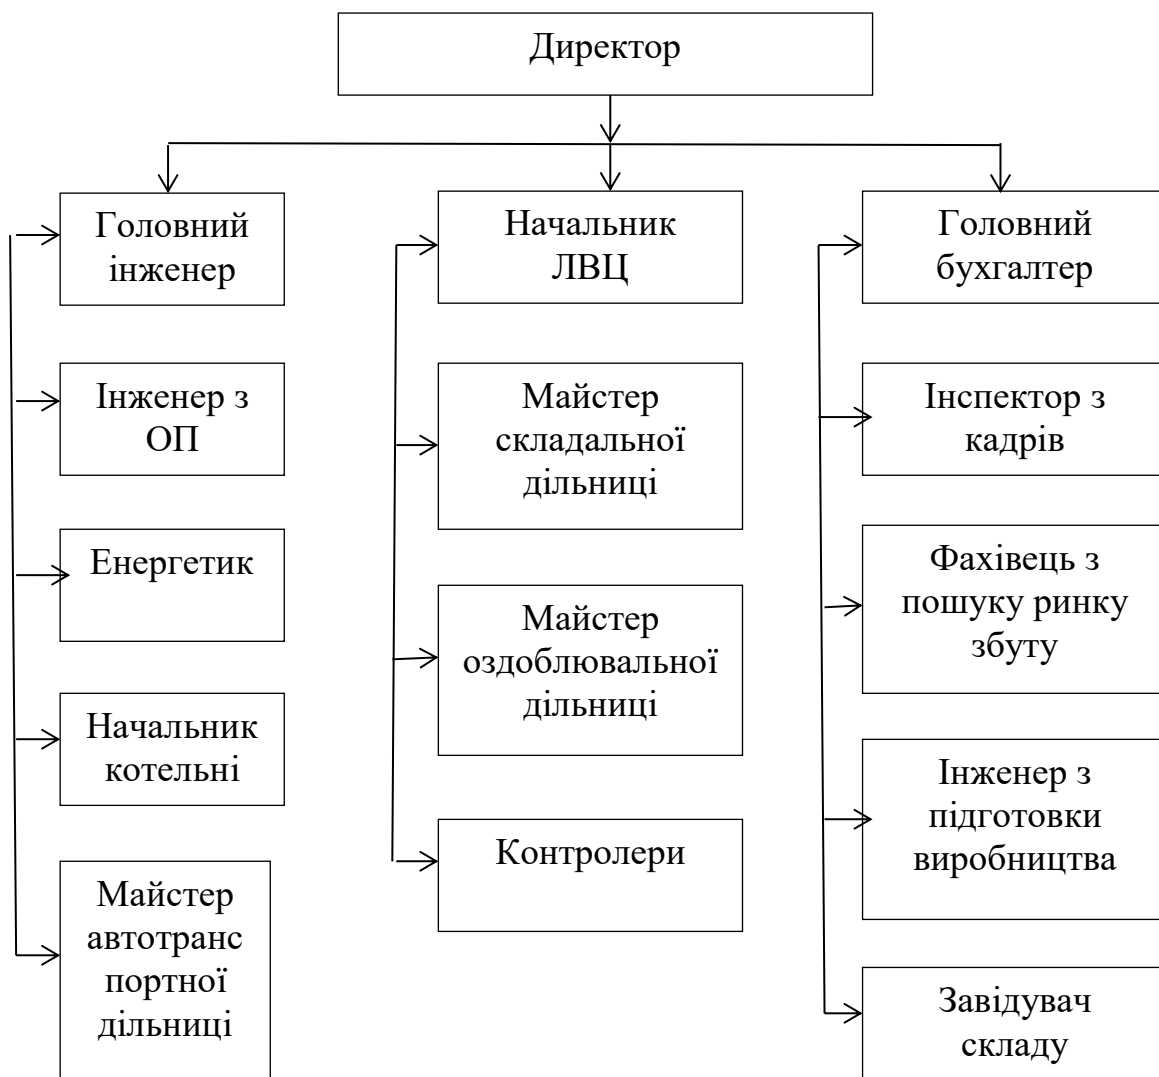 Директор
Головний
інженер
Начальник
ЛВЦ
Головний
бухгалтер
Інженер з
ОП
Майстер
складальної
дільниці
Інспектор з
кадрів
Енергетик
Майстер
оздоблювальної
дільниці
Фахівець з
пошуку ринку
збуту
Начальник
котельні
Контролери
Інженер з
підготовки
виробництва
Майстер
автотранс
портної
дільниці
Завідувач
складу